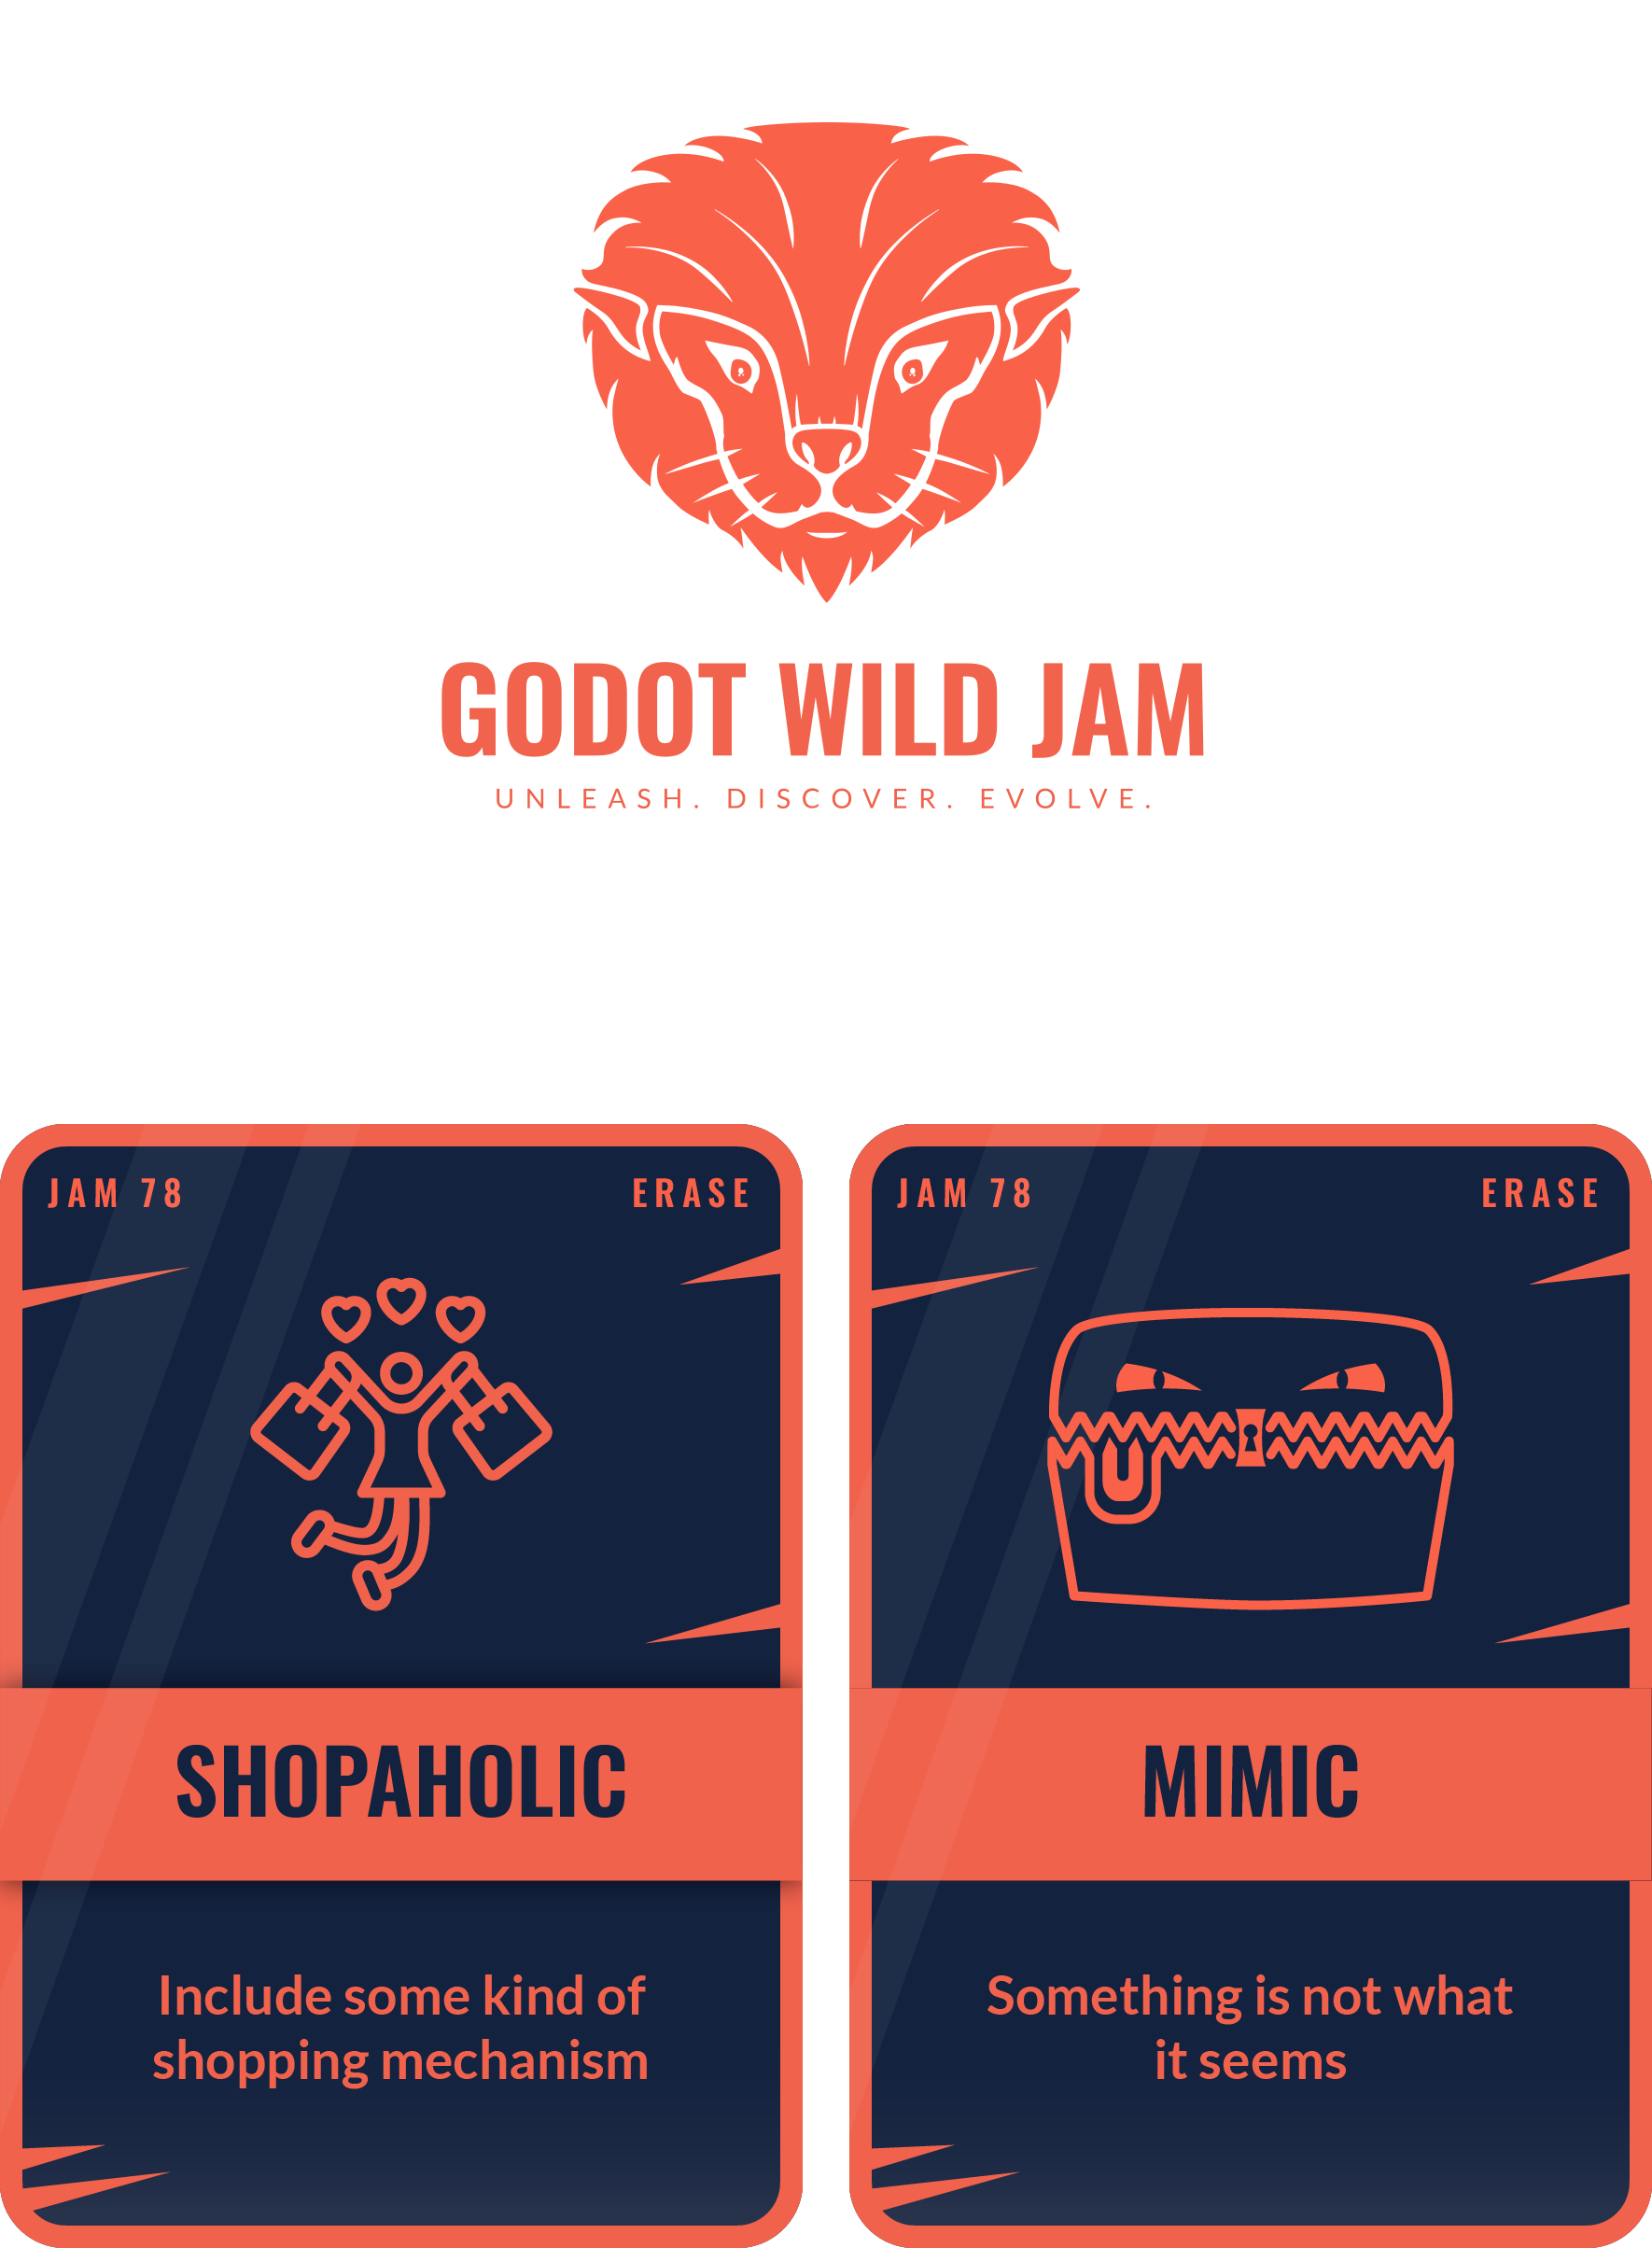 GODOT WILD JAM
UNLEASH. DISCOVER. EVOLVE.
JAM 78
ERASE
SHOPAHOLIC
Include some kind of
shopping mechanism
JAM 78
ERASE
MIMIC
Something is not what
it seems